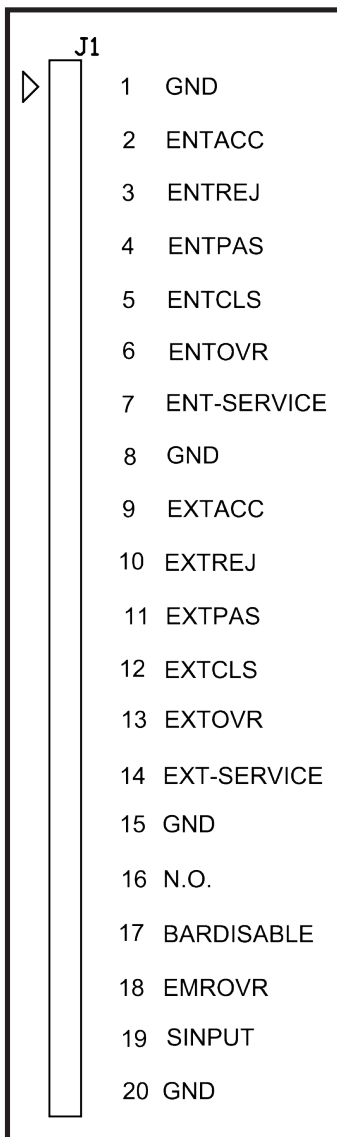 J1
1 GND
2 ENTACC
3 ENTREJ
4 ENTPAS
5 ENTCLS
6 ENTOVR
7 ENT-SERVICE
8 GND
9 EXTACC
10 EXTREJ
11 EXTPAS
12 EXTCLS
13 EXTOVR
14 EXT-SERVICE
15 GND
16 N.O.
17 BARDISABLE
18 EMROVR
19 SINPUT
20 GND